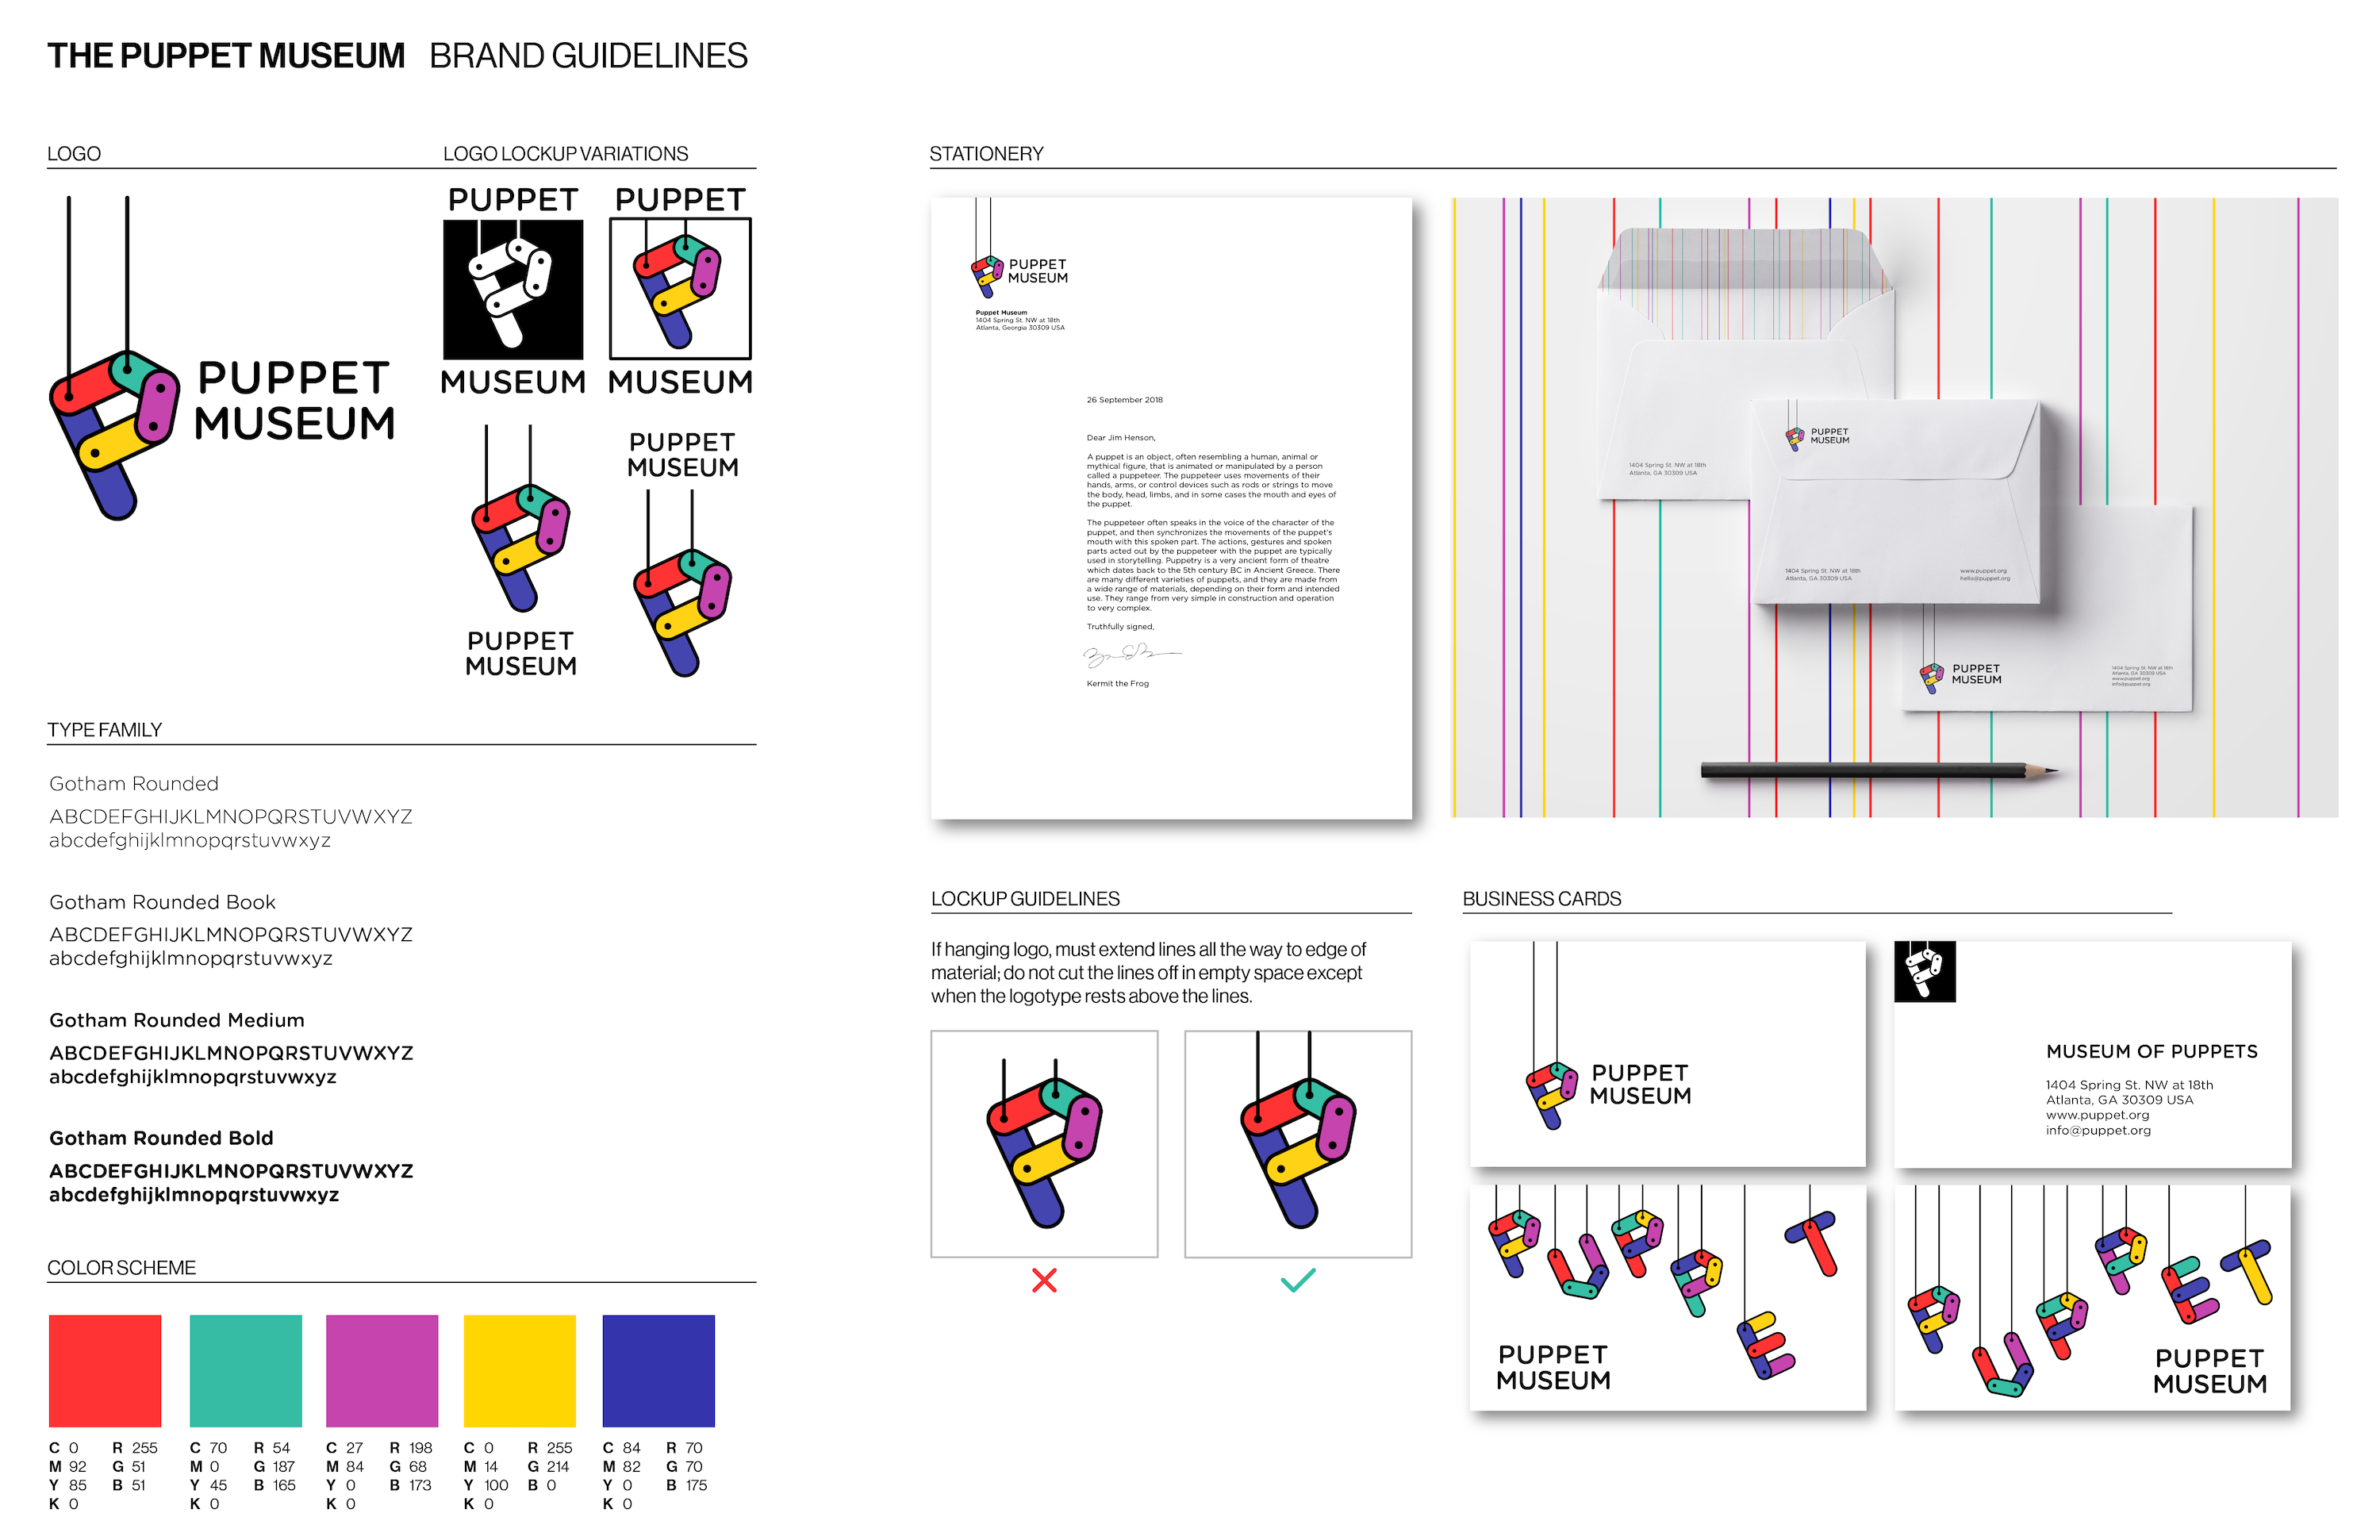 THE PUPPET MUSEUM BRAND GUIDELINES
LOGO
PUPPET
MUSEUM
LOGO LOCKUP VARIATIONS
PUPPET
MUSEUM
PUPPET
MUSEUM
PUPPET
MUSEUM
PUPPET
MUSEUM
TYPE FAMILY
Gotham Rounded
ABCDEFGHIJKLMNOPQRSTUVWXYZ
abcdefghijklmnopqrstuvwxyz
Gotham Rounded Book
ABCDEFGHIJKLMNOPQRSTUVWXYZ
abcdefghijklmnopqrstuvwxyz
Gotham Rounded Medium
ABCDEFGHIJKLMNOPQRSTUVWXYZ
abcdefghijklmnopqrstuvwxyz
Gotham Rounded Bold
ABCDEFGHIJKLMNOPQRSTUVWXYZ
abcdefghijklmnopqrstuvwxyz
COLOR SCHEME
C 0 R 255
M 92 G 51
Y 85 B 51
K 0
C 70 R 54
M 0 G 187
Y 45 B 165
K 0
C 27 R 198
M 84 G 68
Y 0 B 173
K 0
C 0 R 255
M 14 G 214
Y 100 B 0
K 0
C 84 R 70
M 82 G 70
Y 0 B 175
K 0
STATIONERY
PUPPET
MUSEUM
Puppet Museum
1404 Spring St. NW at 18th
Atlanta, Georgia 30309 USA
26 September 2018
Dear Jim Henson,
A puppet is an object, often resembling a human, animal or
mythical figure, that is animated or manipulated by a person
called a puppeteer. The puppeteer uses movements of their
hands, arms, or control devices such as rods or strings to move
the body, head, limbs, and in some cases the mouth and eyes of
the puppet.
The puppeteer often speaks in the voice of the character of the
puppet, and then synchronizes the movements of the puppet's
mouth with this spoken part. The actions, gestures and spoken
parts acted out by the puppeteer with the puppet are typically
used in storytelling. Puppetry is a very ancient form of theatre
which dates back to the 5th century BC in Ancient Greece. There
are many different varieties of puppets, and they are made from
a wide range of materials, depending on their form and intended
use. They range from very simple in construction and operation
to very complex.
Truthfully signed,
Kermit the Frog
1404 Spring St. NW at 18th
Atlanta, GA 30309 USA
PUPPET
MUSEUM
1404 Spring St. NW at 18th
Atlanta, GA 30309 USA
www.puppet.org
hello@puppet.org
PUPPET
MUSEUM
1404 Spring St. NW at 18th
Atlanta, GA 30309 USA
www.puppet.org
info@puppet.org
LOCKUP GUIDELINES
If hanging logo, must extend lines all the way to edge of
material; do not cut the lines off in empty space except
when the logotype rests above the lines.
BUSINESS CARDS
PUPPET
MUSEUM
MUSEUM OF PUPPETS
1404 Spring St. NW at 18th
Atlanta, GA 30309 USA
www.puppet.org
info@puppet.org
PUPPET
PUPPET
MUSEUM
PUPPET
PUPPET
MUSEUM